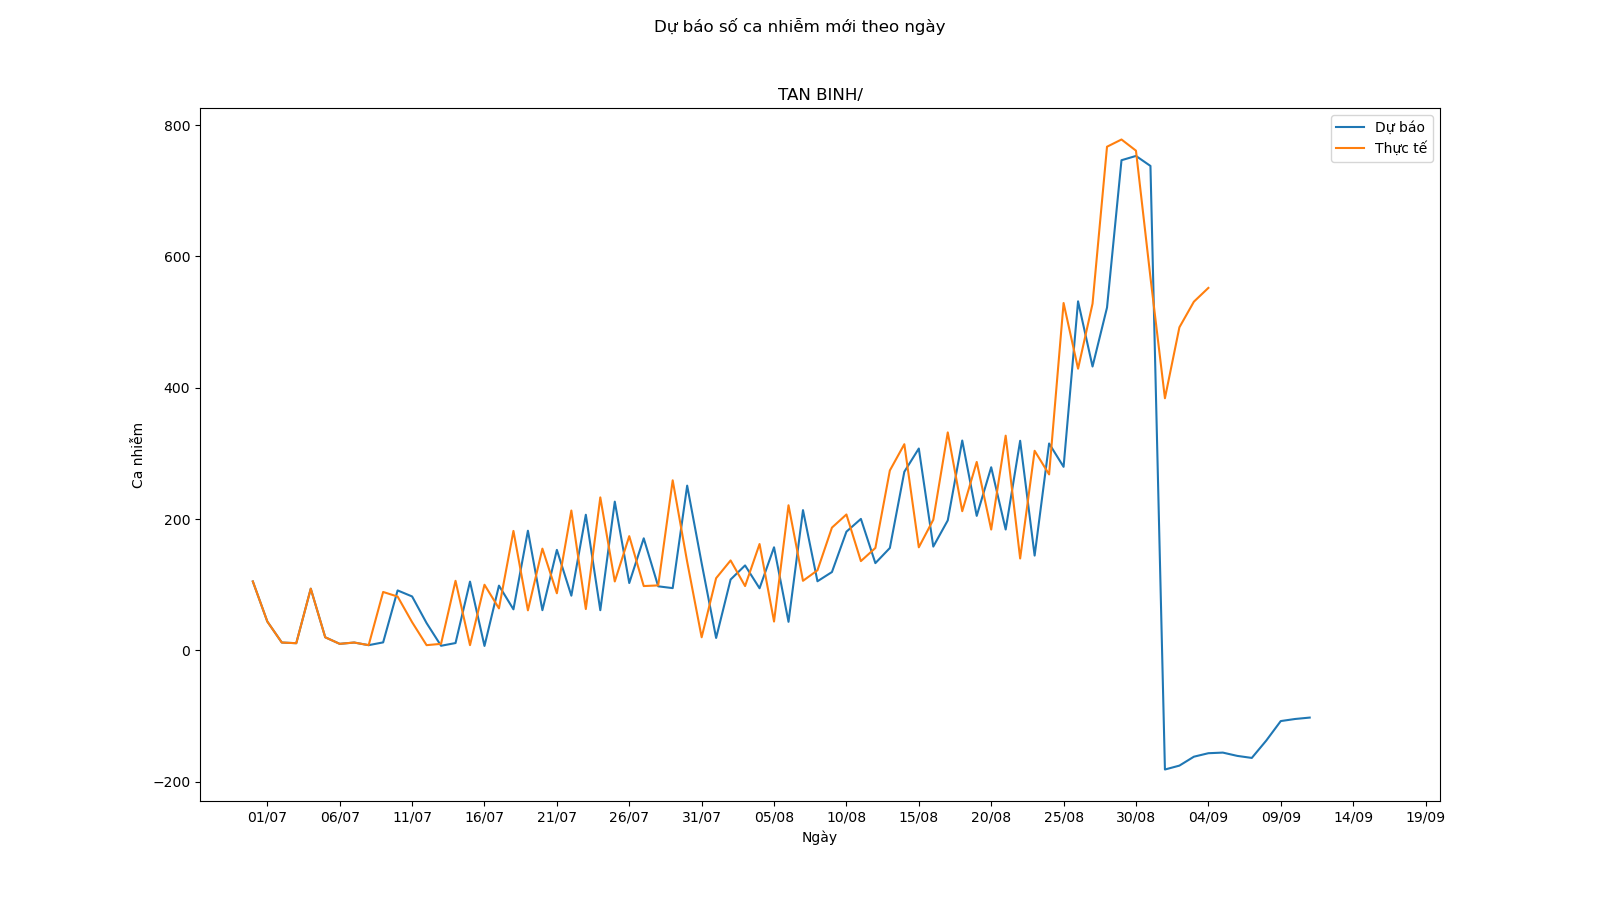 Dự báo số ca nhiễm mới theo ngày
TAN BINH/
Dự báo
Thực tế
800
600
400
200
0
−200
Ca nhiễm
01/07 06/07 11/07 16/07 21/07 26/07 31/07 05/08 10/08 15/08 20/08 25/08 30/08 04/09 09/09 14/09 19/09
Ngày